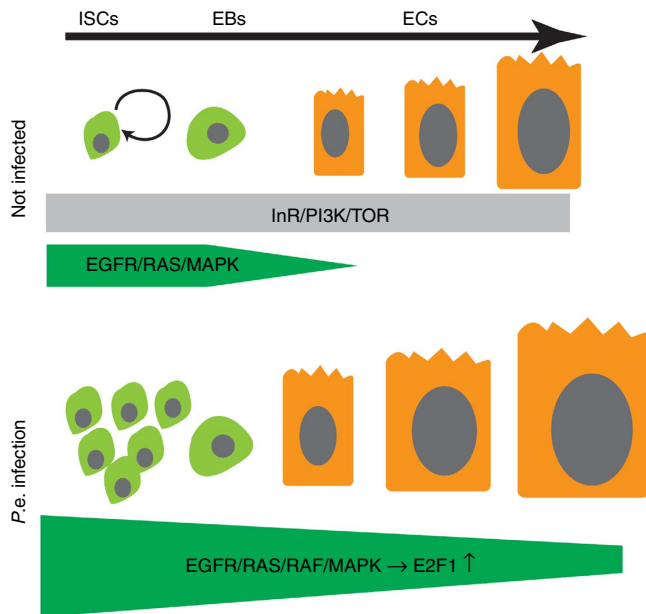 ISCs EBs ECs
Not infected
InR/PI3K/TOR
EGFR/RAS/MAPK
P.e. infection
EGFR/RAS/RAF/MAPK → E2F1 ↑